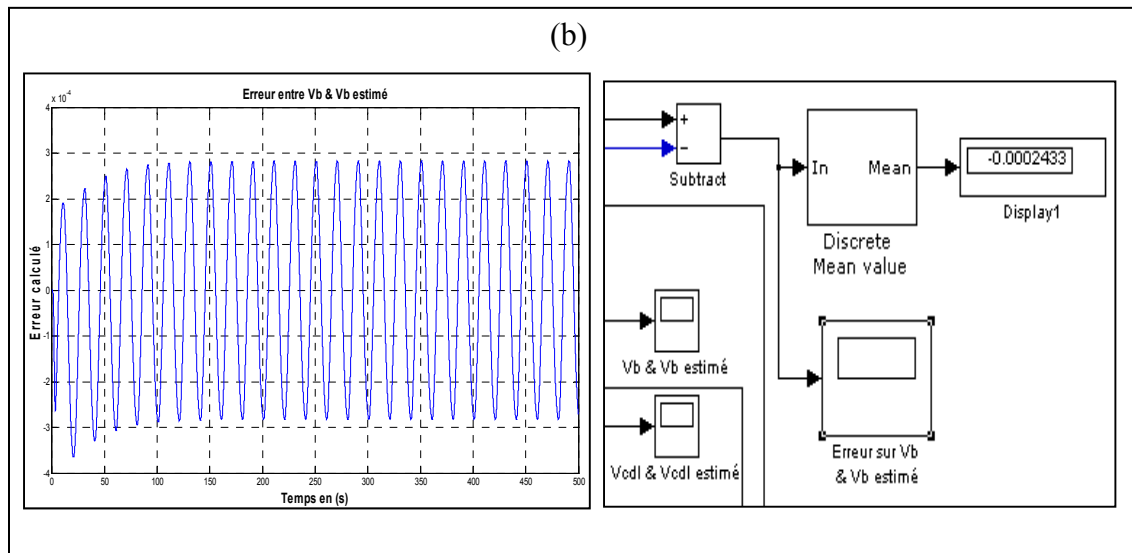 (b)
Erreur entre Vb & Vb estimé
x 10⁻⁴
4
3
2
1
0
-1
-2
-3
-4
Erreur calculé
0 50 100 150 200 250 300 350 400 450 500
Temps en (s)
+
−
Subtract
In Mean
Discrete
Mean value
-0.0002433
Display1
Vb & Vb estimé
Vcdl & Vcdl estimé
Erreur sur Vb
& Vb estimé